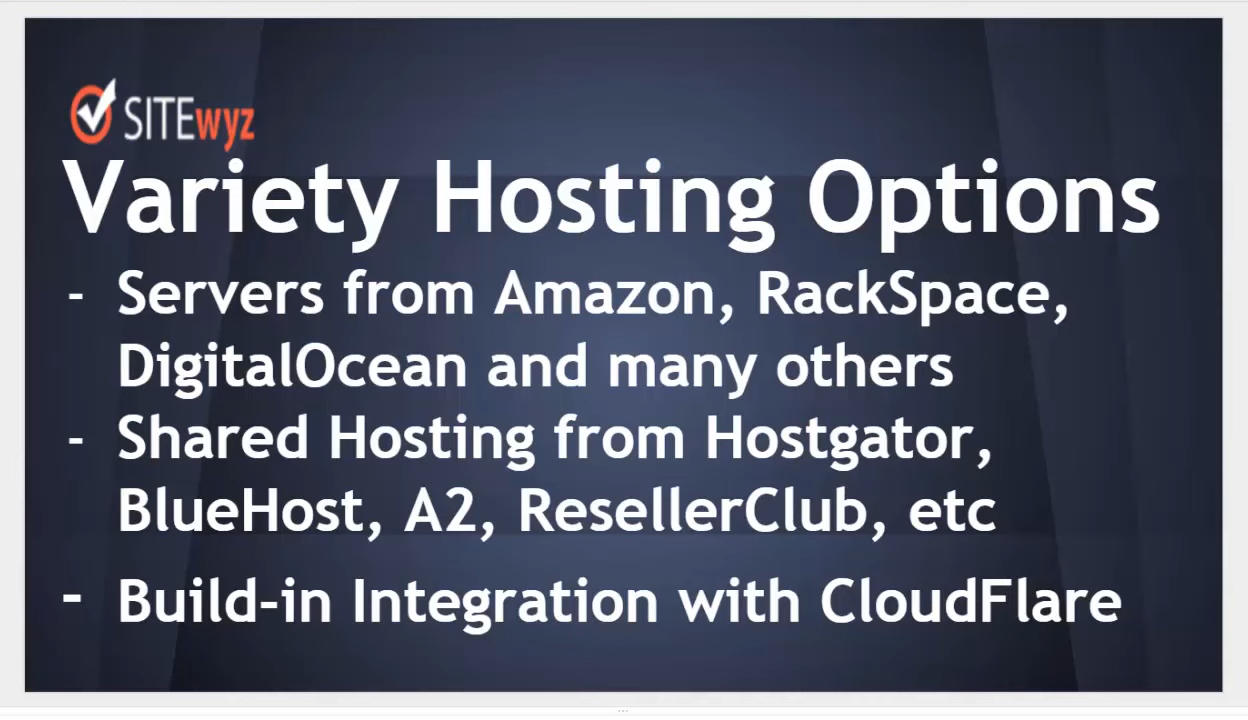 SITEwyz
Variety Hosting Options
- Servers from Amazon, RackSpace,
DigitalOcean and many others
- Shared Hosting from Hostgator,
BlueHost, A2, ResellerClub, etc
- Build-in Integration with CloudFlare